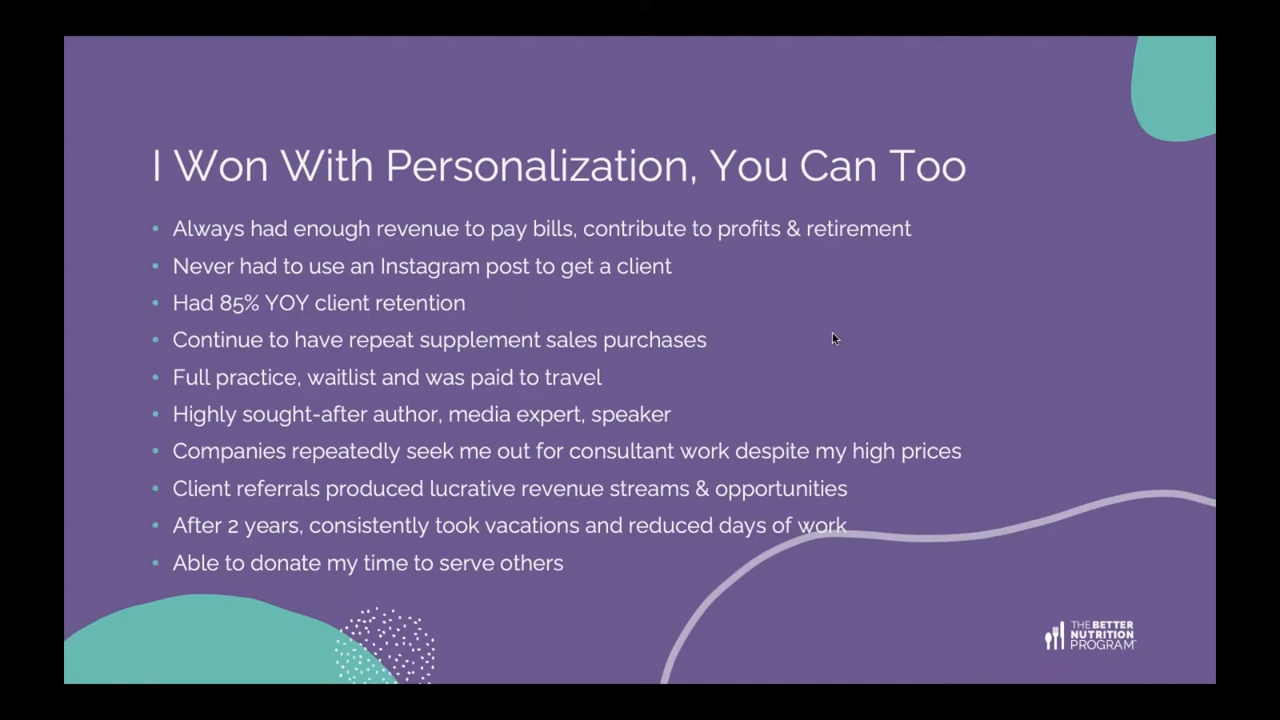 I Won With Personalization, You Can Too
• Always had enough revenue to pay bills, contribute to profits & retirement
• Never had to use an Instagram post to get a client
• Had 85% YOY client retention
• Continue to have repeat supplement sales purchases
• Full practice, waitlist and was paid to travel
• Highly sought-after author, media expert, speaker
• Companies repeatedly seek me out for consultant work despite my high prices
• Client referrals produced lucrative revenue streams & opportunities
• After 2 years, consistently took vacations and reduced days of work
• Able to donate my time to serve others
THE BETTER
NUTRITION
PROGRAM™